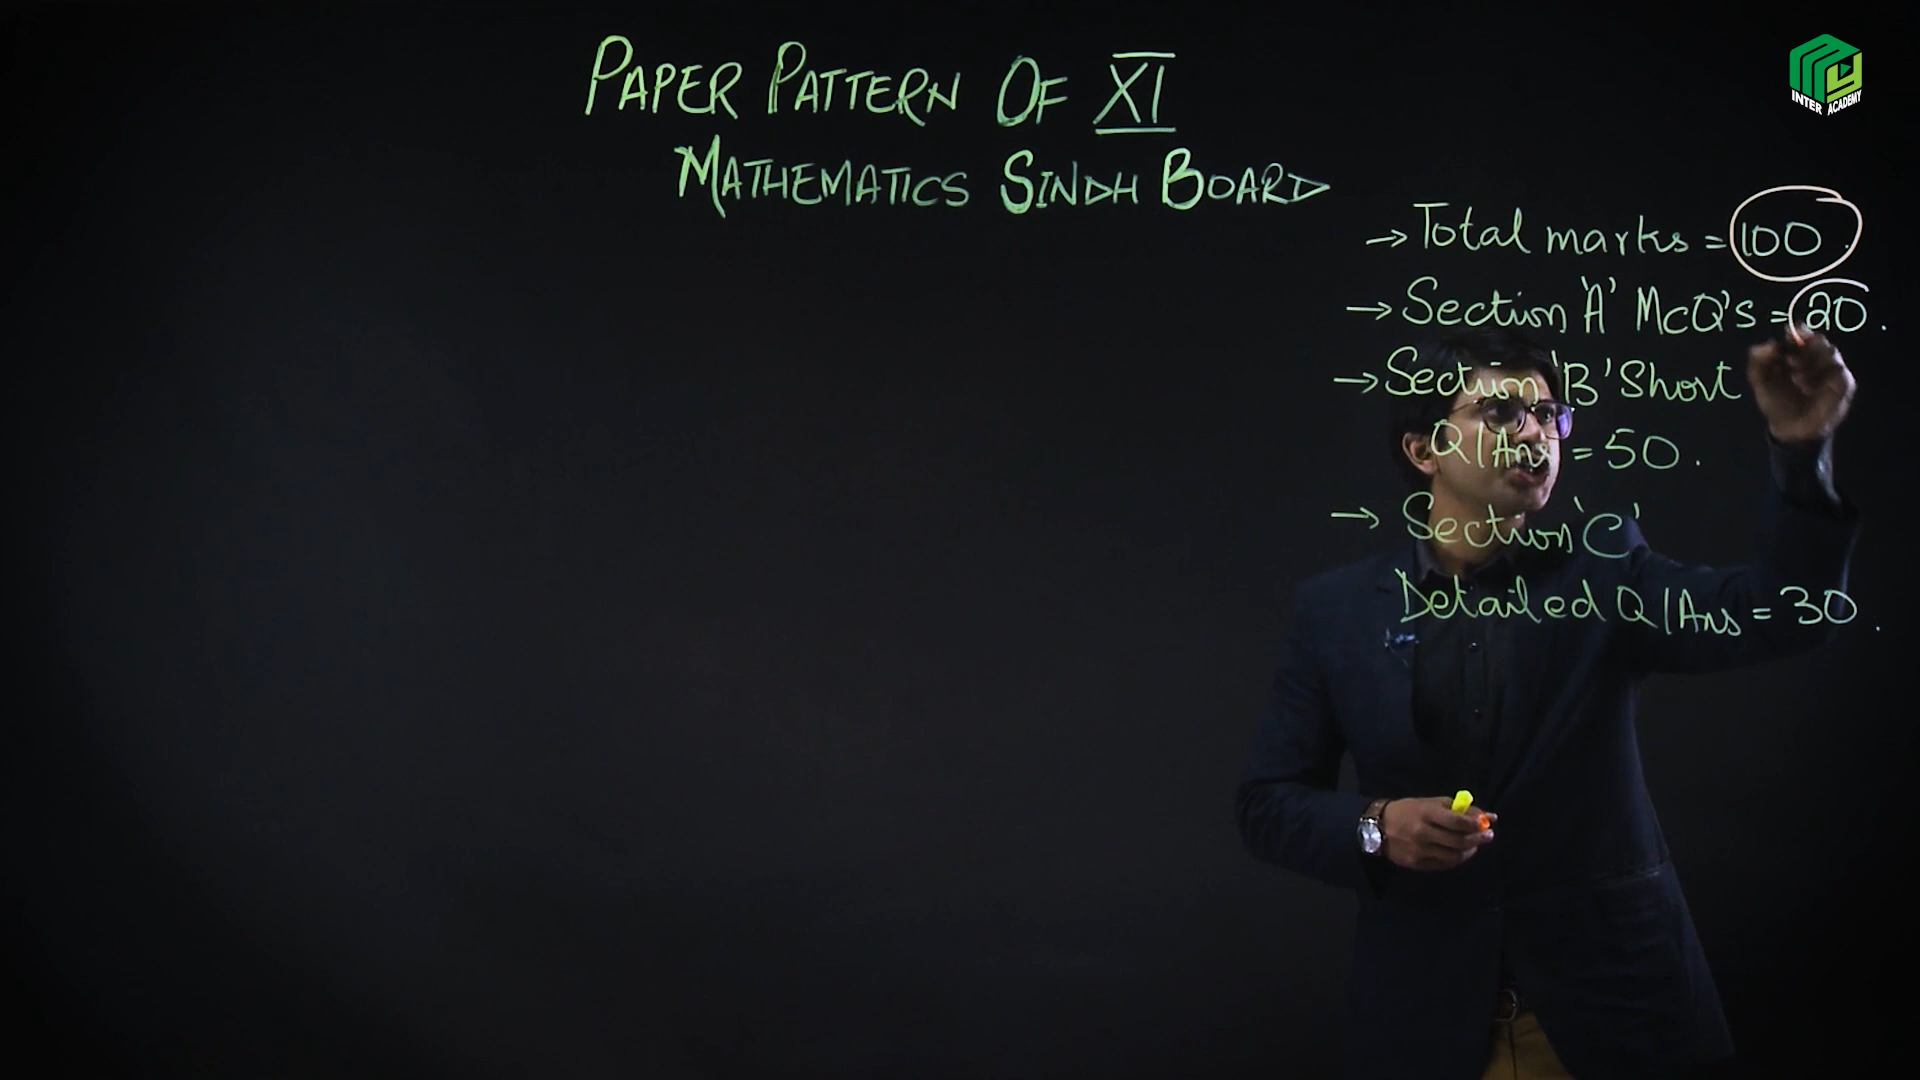 PAPER PATTERN OF XI
MATHEMATICS SINDH BOARD
INTER ACADEMY
→ Total marks = 100.
→ Section 'A' McQ's = 20.
→ Section 'B' Short
Q/Ans = 50.
→ Section 'C'
Detailed Q/Ans = 30.